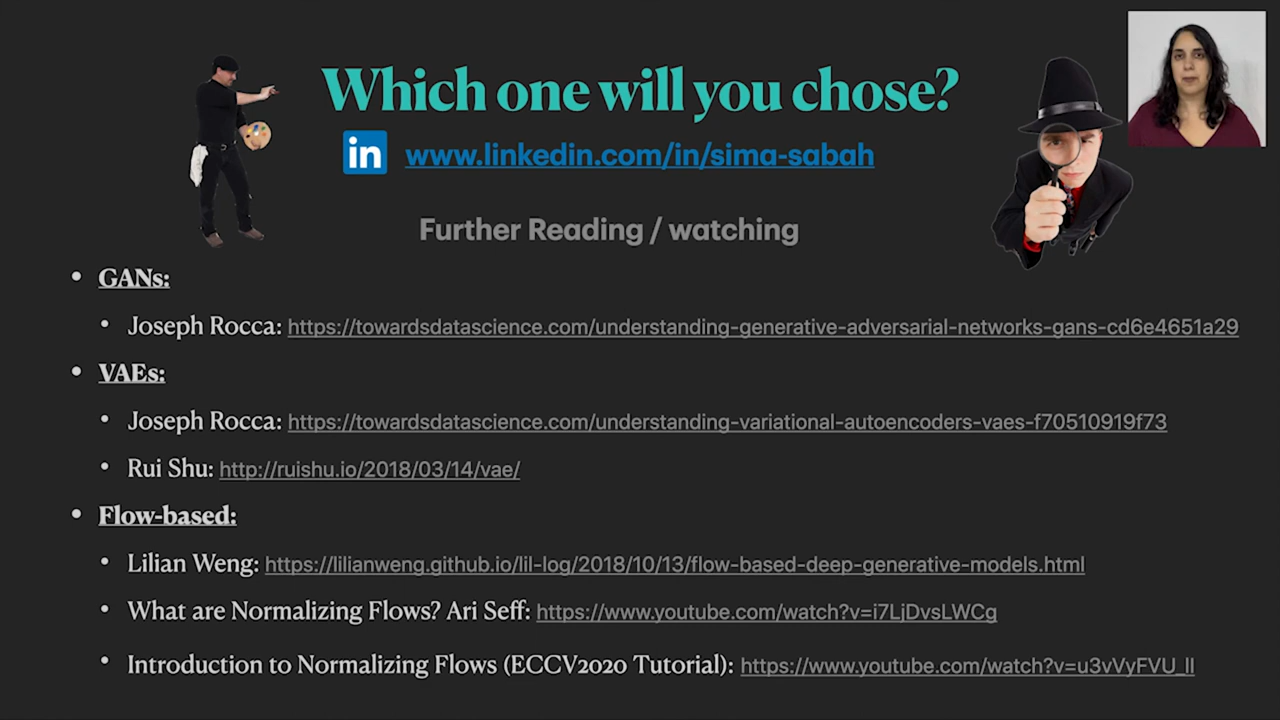 Which one will you chose?
in www.linkedin.com/in/sima-sabah
Further Reading / watching
• GANs:
• Joseph Rocca: https://towardsdatascience.com/understanding-generative-adversarial-networks-gans-cd6e4651a29
• VAEs:
• Joseph Rocca: https://towardsdatascience.com/understanding-variational-autoencoders-vaes-f70510919f73
• Rui Shu: http://ruishu.io/2018/03/14/vae/
• Flow-based:
• Lilian Weng: https://lilianweng.github.io/lil-log/2018/10/13/flow-based-deep-generative-models.html
• What are Normalizing Flows? Ari Seff: https://www.youtube.com/watch?v=i7LjDvsLWCg
• Introduction to Normalizing Flows (ECCV2020 Tutorial): https://www.youtube.com/watch?v=u3vVyFVU_lI